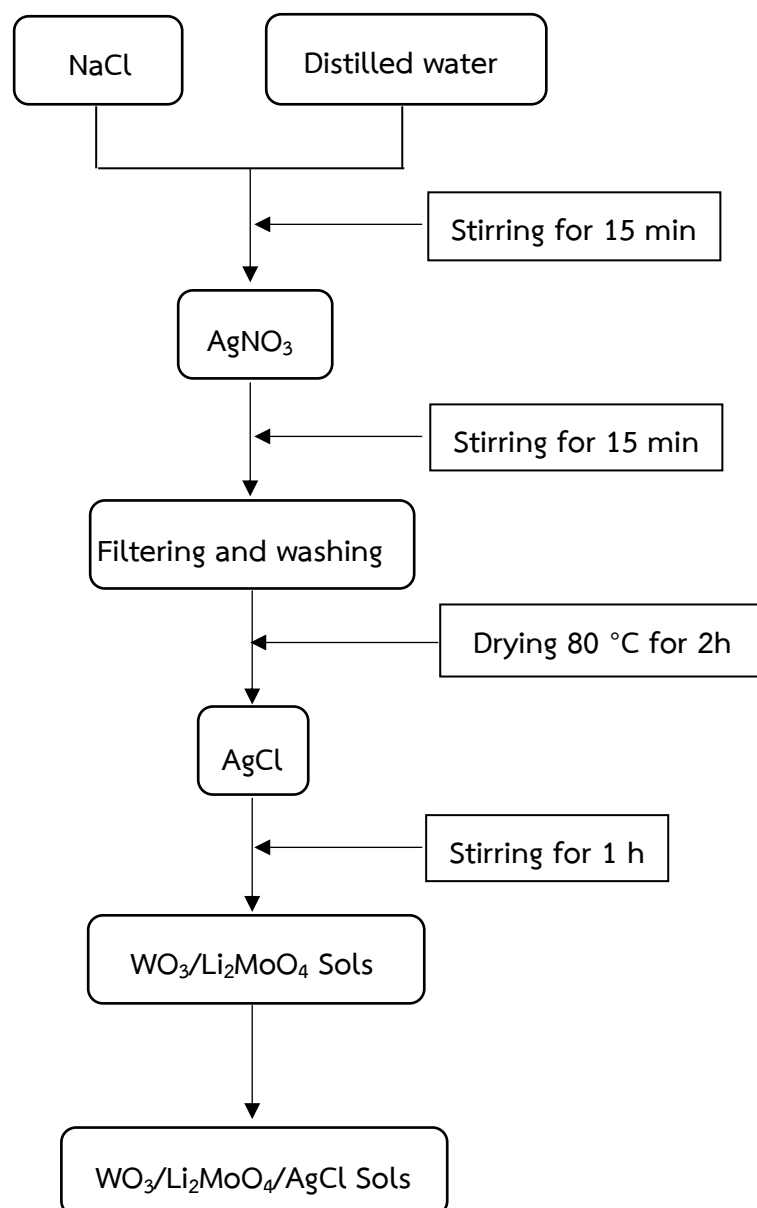 NaCl
Distilled water
Stirring for 15 min
AgNO₃
Stirring for 15 min
Filtering and washing
Drying 80 °C for 2h
AgCl
Stirring for 1 h
WO₃/Li₂MoO₄ Sols
WO₃/Li₂MoO₄/AgCl Sols